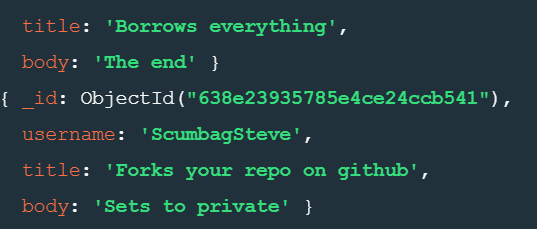 title: 'Borrows everything',
body: 'The end' }
{ _id: ObjectId("638e23935785e4ce24ccb541"),
username: 'ScumbagSteve',
title: 'Forks your repo on github',
body: 'Sets to private' }